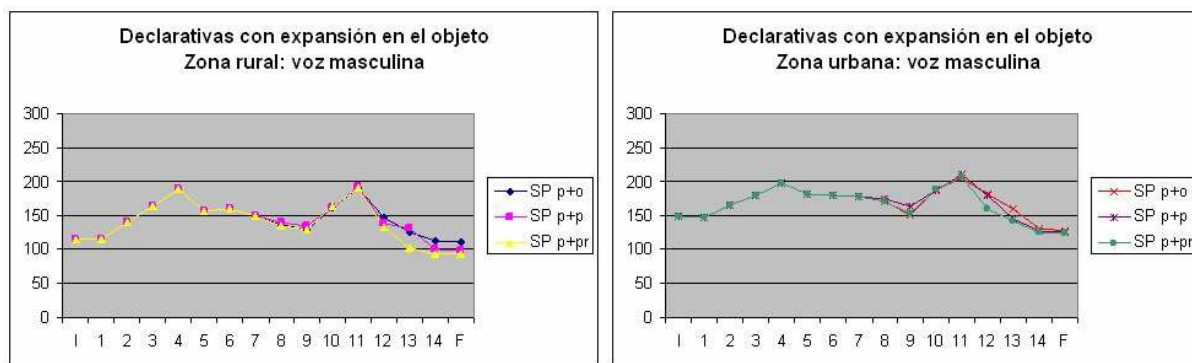 Declarativas con expansión en el objeto
Zona rural: voz masculina
300
250
200
150
100
50
0
I 1 2 3 4 5 6 7 8 9 10 11 12 13 14 F
SP p+o
SP p+p
SP p+pr
Declarativas con expansión en el objeto
Zona urbana: voz masculina
300
250
200
150
100
50
0
I 1 2 3 4 5 6 7 8 9 10 11 12 13 14 F
SP p+o
SP p+p
SP p+pr